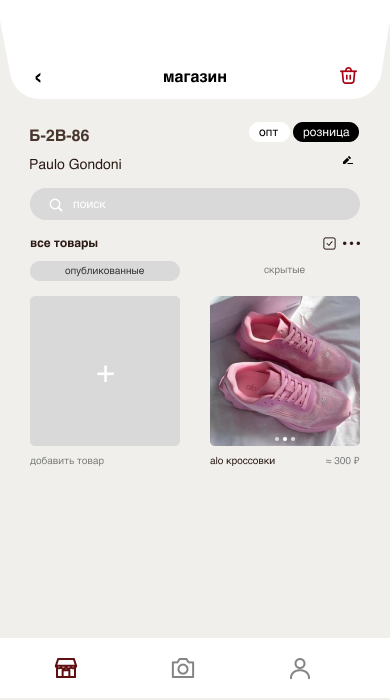 магазин
Б-2В-86
опт розница
Paulo Gondoni
поиск
все товары
опубликованные скрытые
добавить товар
alo кроссовки ≈ 300 ₽